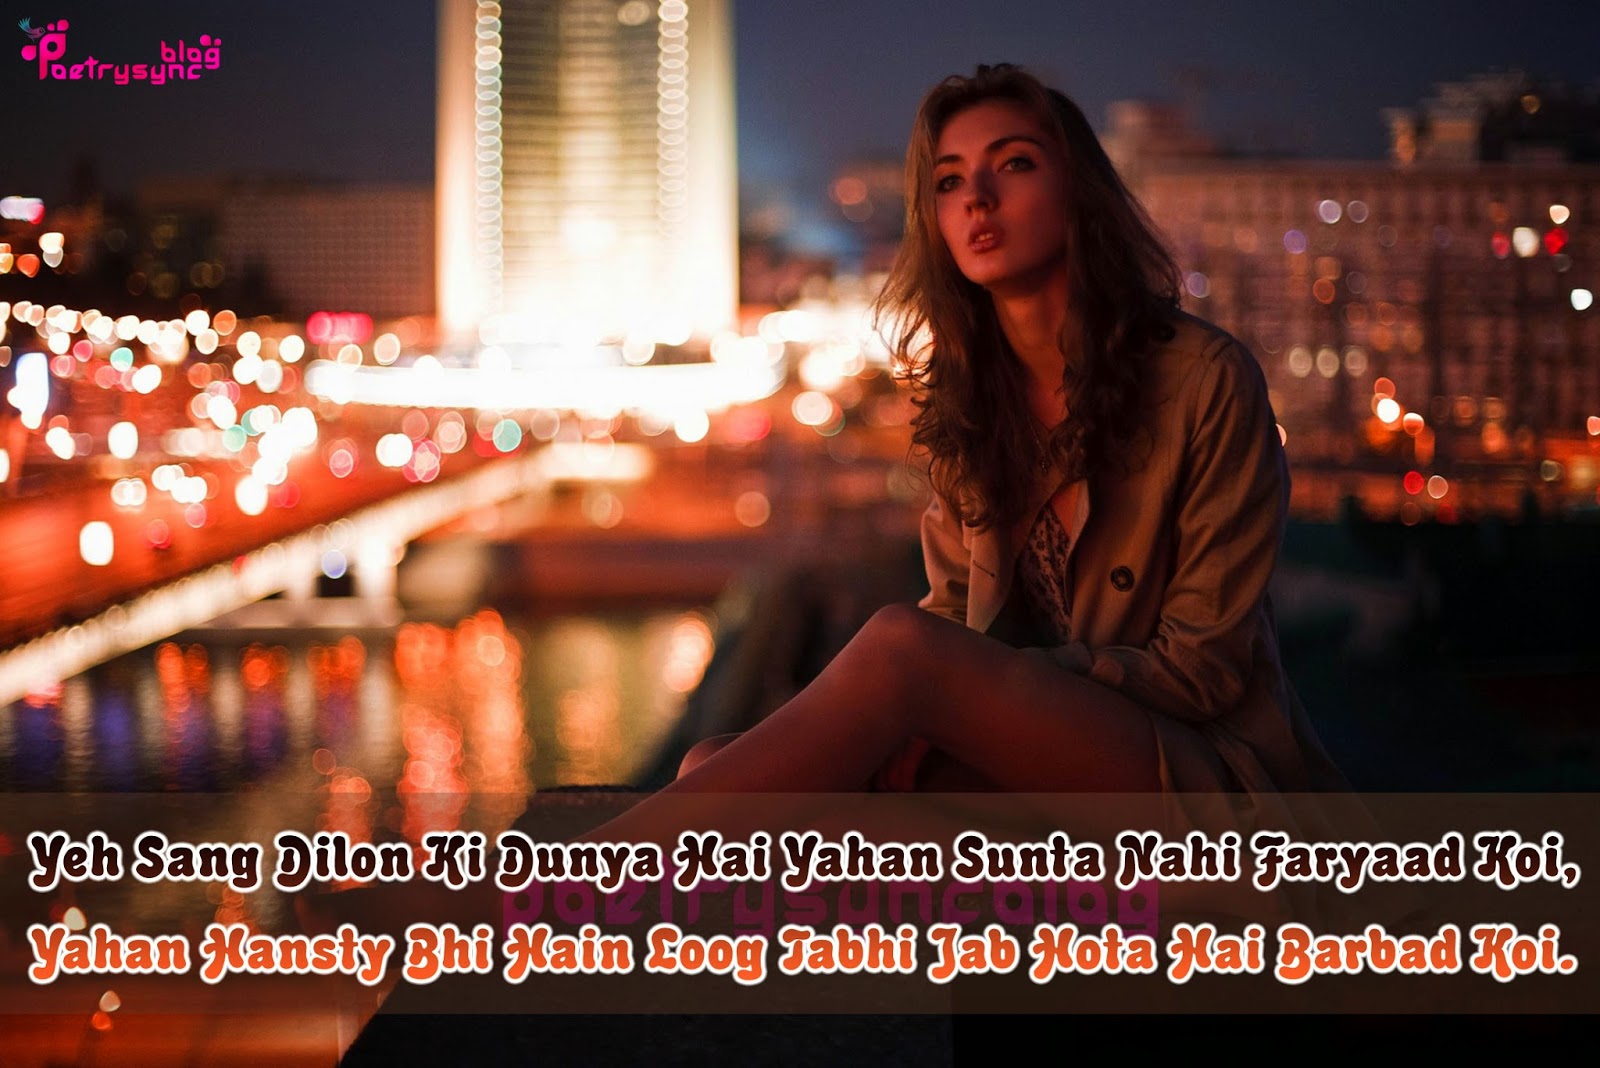 Poetrysync blog
Yeh Sang Dilon Ki Dunya Hai Yahan Sunta Nahi Faryaad Koi,
poetrysyncblog
Yahan Hansty Bhi Hain Loog Tabhi Jab Hota Hai Barbad Koi.